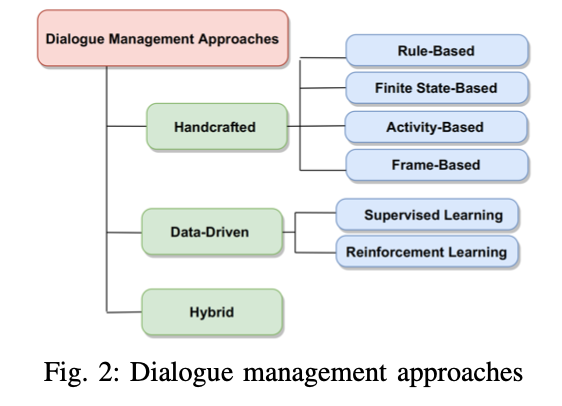 Dialogue Management Approaches
Handcrafted
Rule-Based
Finite State-Based
Activity-Based
Frame-Based
Data-Driven
Supervised Learning
Reinforcement Learning
Hybrid
Fig. 2: Dialogue management approaches